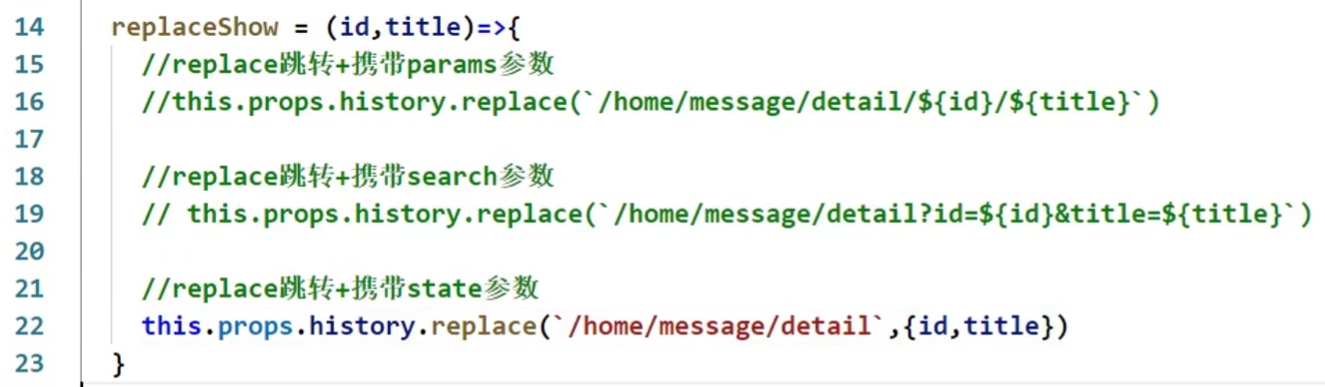 14 replaceShow = (id,title)=>{
15 //replace跳转+携带params参数
16 //this.props.history.replace(`/home/message/detail/${id}/${title}`)
17
18 //replace跳转+携带search参数
19 // this.props.history.replace(`/home/message/detail?id=${id}&title=${title}`)
20
21 //replace跳转+携带state参数
22 this.props.history.replace(`/home/message/detail`,{id,title})
23 }